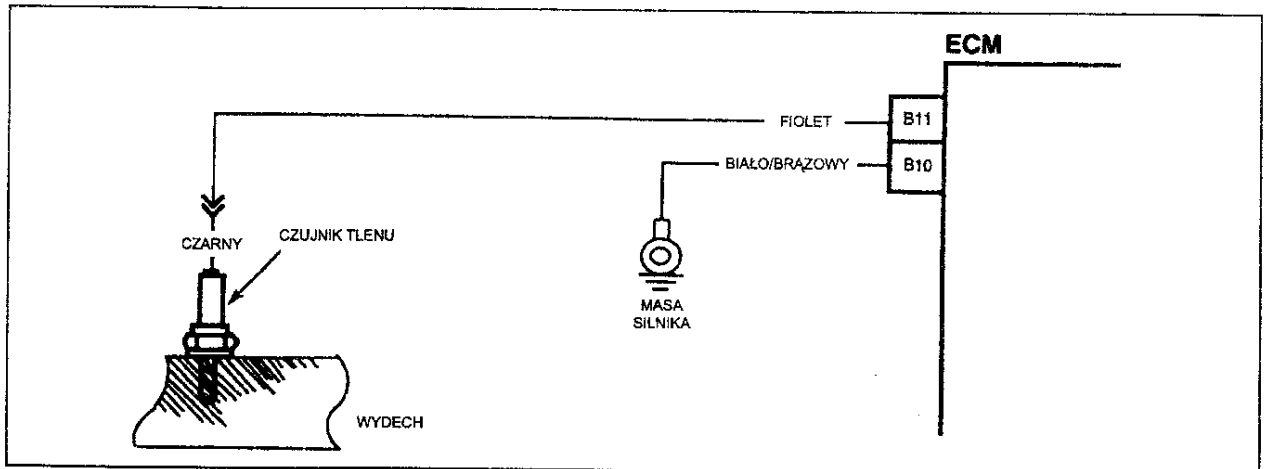 ECM
FIOLET
B11
BIAŁO/BRĄZOWY
B10
CZARNY
CZUJNIK TLENU
MASA
SILNIKA
WYDECH